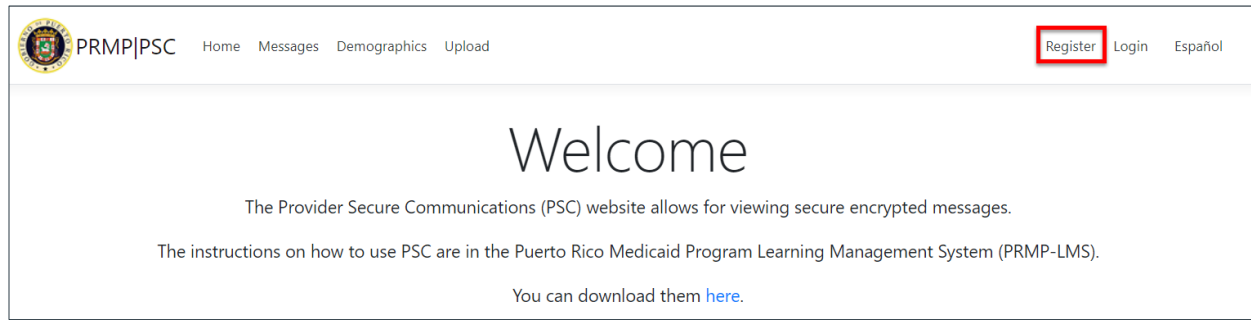 PRMP|PSC Home Messages Demographics Upload Register Login Español
Welcome
The Provider Secure Communications (PSC) website allows for viewing secure encrypted messages.
The instructions on how to use PSC are in the Puerto Rico Medicaid Program Learning Management System (PRMP-LMS).
You can download them here.